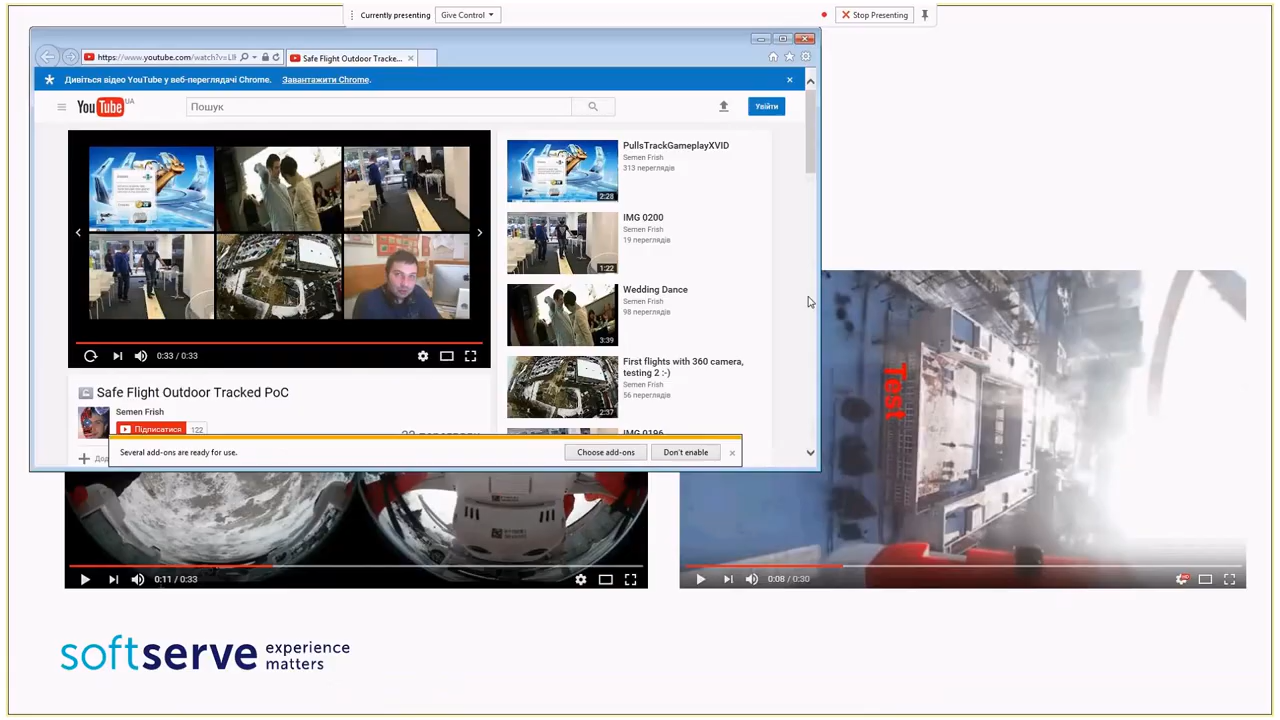 Currently presenting Give Control Stop Presenting
https://www.youtube.com/watch?v=LI Safe Flight Outdoor Tracke...
Дивіться відео YouTube у веб-переглядачі Chrome. Завантажити Chrome.
YouTube UA Пошук Увійти
PullsTrackGameplayXVID
Semen Frish
313 переглядів
2:28
IMG 0200
Semen Frish
19 переглядів
1:22
Wedding Dance
Semen Frish
98 переглядів
3:39
First flights with 360 camera,
testing 2 :-)
Semen Frish
56 переглядів
2:37
IMG 0196
0:33 / 0:33
Safe Flight Outdoor Tracked PoC
Semen Frish
Підписатися 122
Several add-ons are ready for use. Choose add-ons Don't enable
Test
0:11 / 0:33
0:08 / 0:30
softserve experience
matters